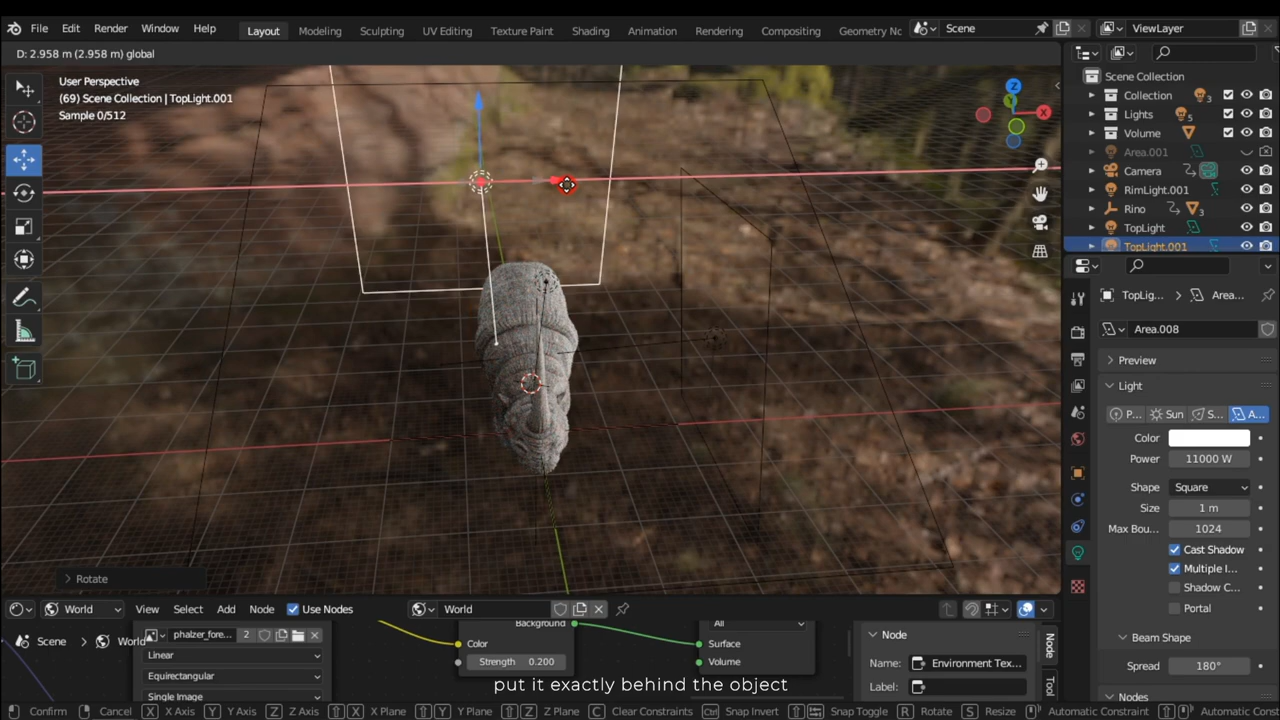 File Edit Render Window Help Layout Modeling Sculpting UV Editing Texture Paint Shading Animation Rendering Compositing Geometry Nc Scene ViewLayer
D: 2.958 m (2.958 m) global
User Perspective
(69) Scene Collection | TopLight.001
Sample 0/512
Z
Y
X
Scene Collection
Collection 3
Lights 5
Volume
Area.001
Camera
RimLight.001
Rino 3
TopLight
TopLight.001
TopLig... > Area...
Area.008
Preview
Light
P... Sun S... A...
Color
Power 11000 W
Shape Square
Size 1 m
Max Bou... 1024
Cast Shadow
Multiple I...
Shadow C...
Portal
Beam Shape
Spread 180°
Nodes
Rotate
World View Select Add Node Use Nodes World
Scene > World
phalzer_fore... 2
Linear
Equirectangular
Single Image
Background
Color
Strength 0.200
All
Surface
Volume
Node
Name: Environment Tex...
Label:
Node
Tool
put it exactly behind the object
Confirm Cancel X X Axis Y Y Axis Z Z Axis X X Plane Y Y Plane Z Z Plane C Clear Constraints Ctrl Snap Invert Snap Toggle R Rotate S Resize Automatic Constraint Automatic Const